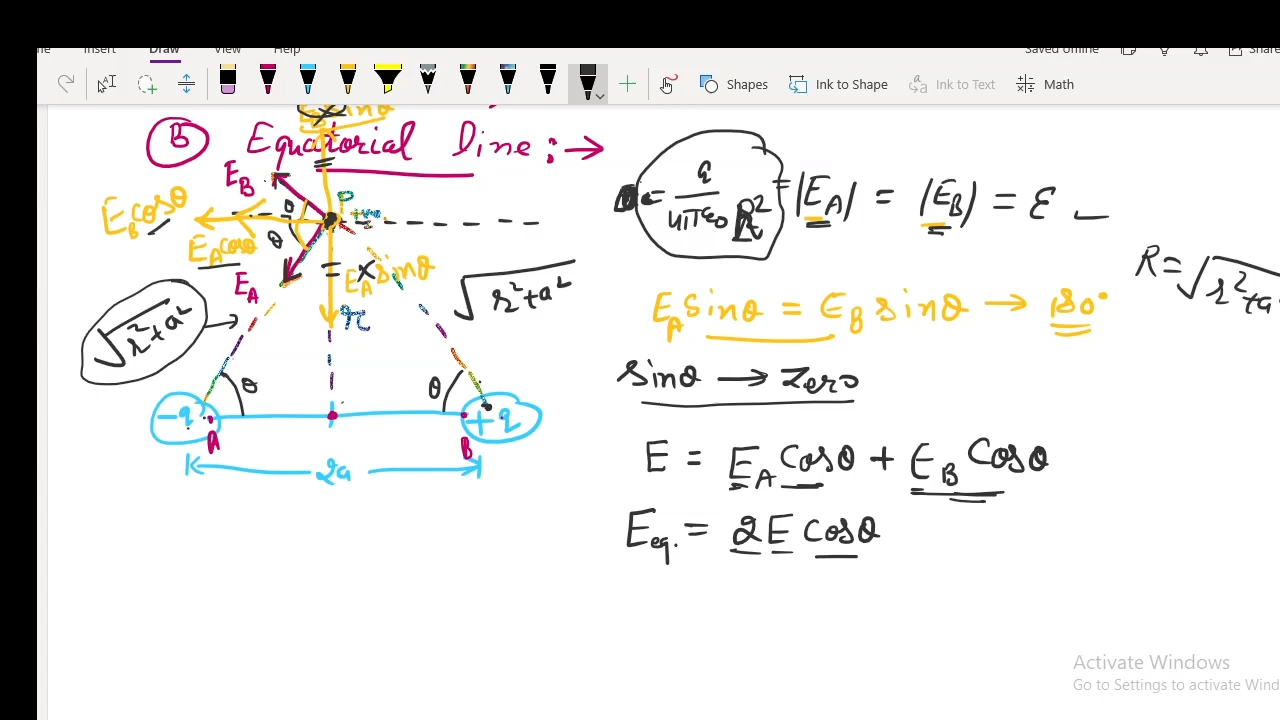 Insert Draw View Help Saved offline Share
Shapes Ink to Shape Ink to Text Math
sinθ
B Equatorial line :→
E_B P
E_B cosθ θ
E_A cosθ θ
E_A E_A sinθ
r
√r²+a² √r²+a²
θ θ
-q +q
A B
2a
= q/4πε₀R² = |E_A| = |E_B| = E
R = √r²+a²
E_A sinθ = E_B sinθ → 180°
Sinθ → Zero
E = E_A Cosθ + E_B Cosθ
E_eq. = 2E Cosθ
Activate Windows
Go to Settings to activate Wind